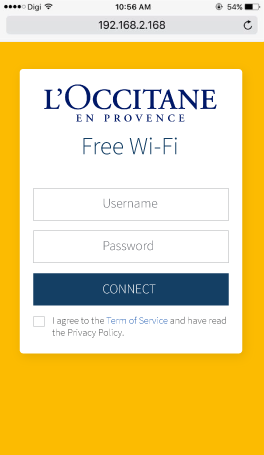 Digi 10:56 AM 54%
192.168.2.168
L'OCCITANE
EN PROVENCE
Free Wi-Fi
Username
Password
CONNECT
I agree to the Term of Service and have read
the Privacy Policy.